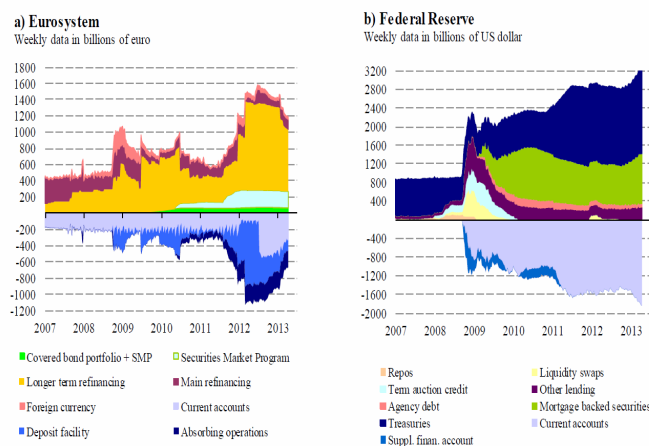 a) Eurosystem
Weekly data in billions of euro
1800
1600
1400
1200
1000
800
600
400
200
-200
-400
-600
-800
-1000
-1200
2007 2008 2009 2010 2011 2012 2013
Covered bond portfolio + SMP
Securities Market Program
Longer term refinancing
Main refinancing
Foreign currency
Current accounts
Deposit facility
Absorbing operations
b) Federal Reserve
Weekly data in billions of US dollar
3200
2800
2400
2000
1600
1200
800
400
-400
-800
-1200
-1600
-2000
2007 2008 2009 2010 2011 2012 2013
Repos
Liquidity swaps
Term auction credit
Other lending
Agency debt
Mortgage backed securities
Treasuries
Current accounts
Suppl. finan. account